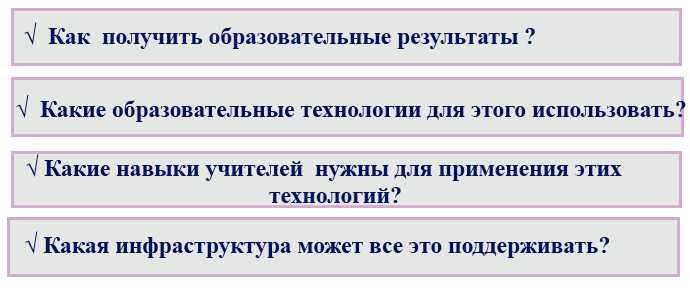 √ Как получить образовательные результаты ?
√ Какие образовательные технологии для этого использовать?
√ Какие навыки учителей нужны для применения этих
технологий?
√ Какая инфраструктура может все это поддерживать?